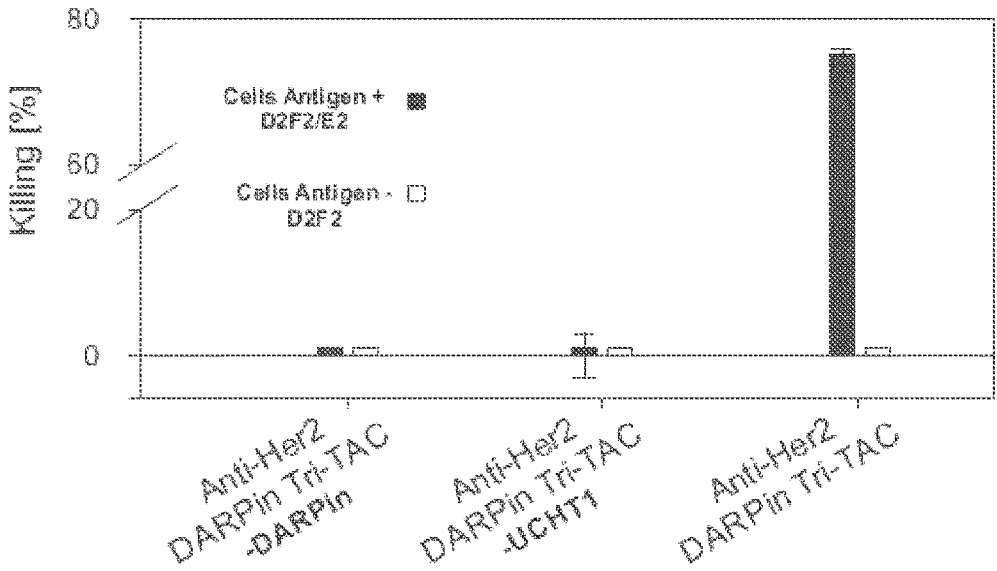 80
60
20
0
Killing [%]
Cells Antigen +
D2F2/E2
Cells Antigen -
D2F2
Anti-Her2
DARPin Tri-TAC
-DARPin
Anti-Her2
DARPin Tri-TAC
-UCHT1
Anti-Her2
DARPin Tri-TAC